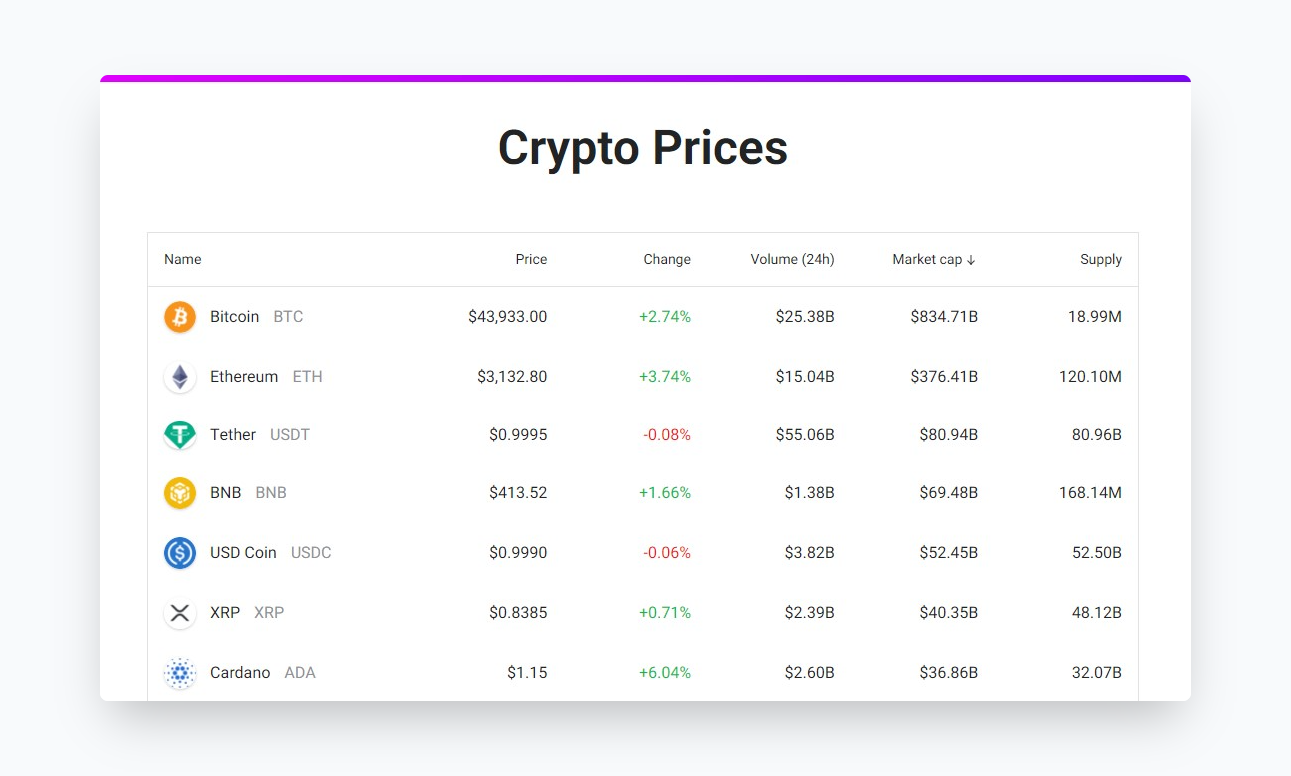 Crypto Prices
Name Price Change Volume (24h) Market cap ↓ Supply
Bitcoin BTC $43,933.00 +2.74% $25.38B $834.71B 18.99M
Ethereum ETH $3,132.80 +3.74% $15.04B $376.41B 120.10M
Tether USDT $0.9995 -0.08% $55.06B $80.94B 80.96B
BNB BNB $413.52 +1.66% $1.38B $69.48B 168.14M
USD Coin USDC $0.9990 -0.06% $3.82B $52.45B 52.50B
XRP XRP $0.8385 +0.71% $2.39B $40.35B 48.12B
Cardano ADA $1.15 +6.04% $2.60B $36.86B 32.07B